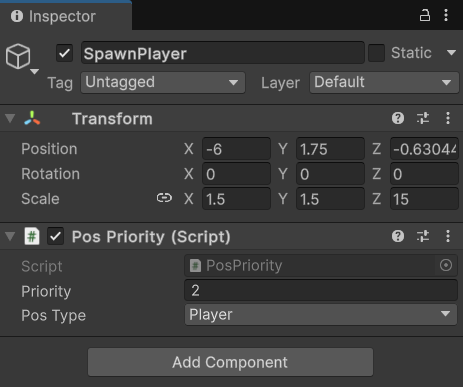 Inspector
SpawnPlayer Static
Tag Untagged Layer Default
Transform
Position X -6 Y 1.75 Z -0.63044
Rotation X 0 Y 0 Z 0
Scale X 1.5 Y 1.5 Z 15
# Pos Priority (Script)
Script # PosPriority
Priority 2
Pos Type Player
Add Component